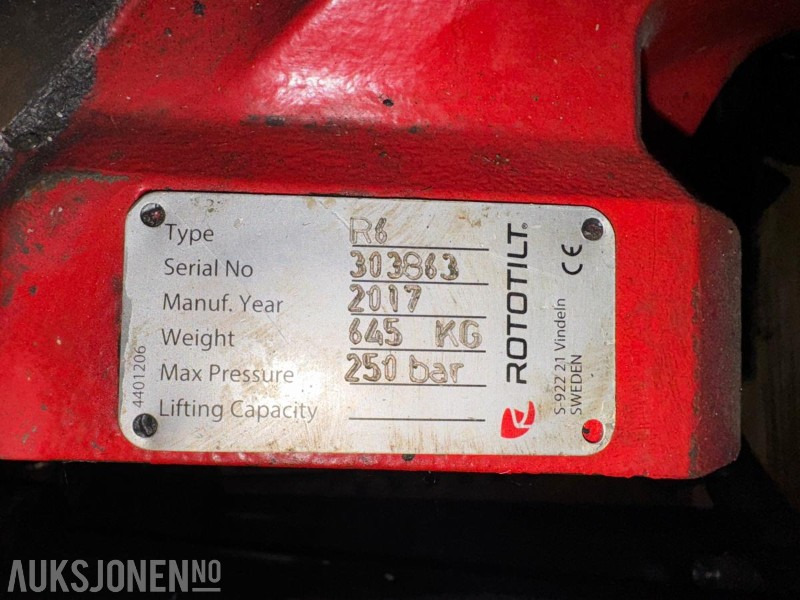 Type R6
Serial No 303863
Manuf. Year 2017
Weight 645 KG
Max Pressure 250 bar
Lifting Capacity
4401206
ROTOTILT®
S-922 21 Vindeln
SWEDEN
CE
AUKSJONEN.NO